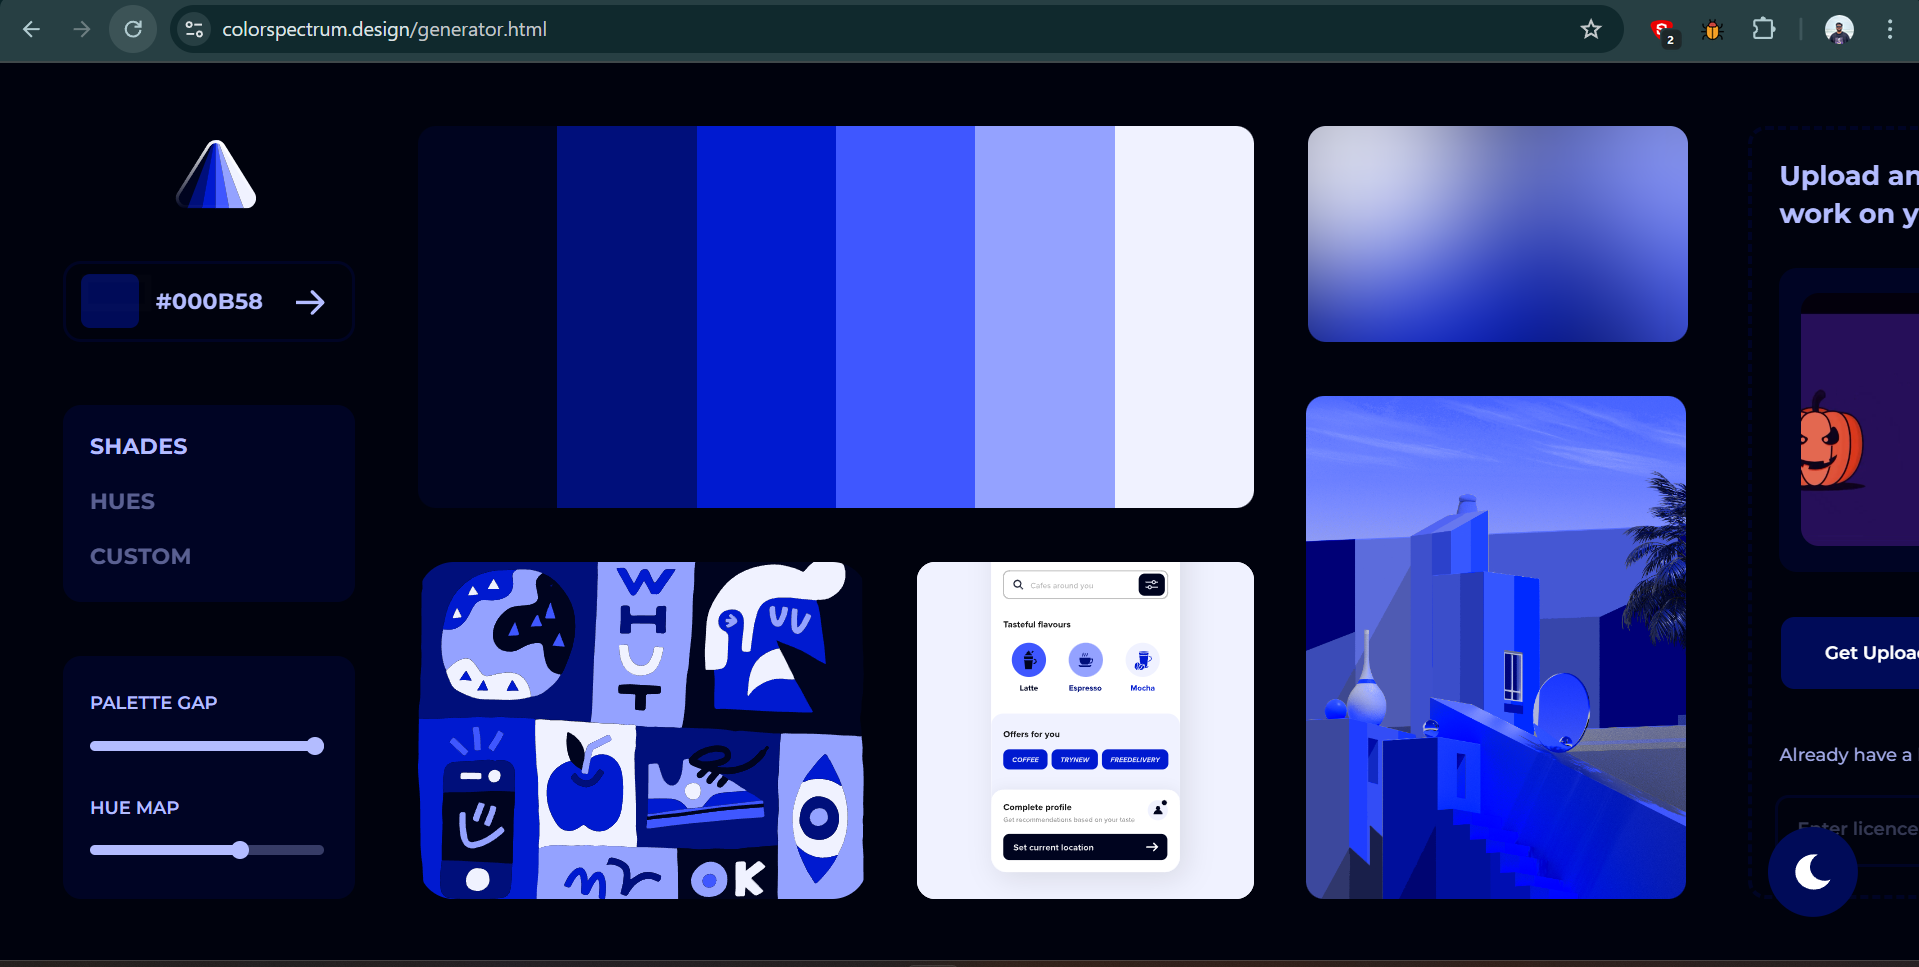 colorspectrum.design/generator.html
2
#000B58
SHADES
HUES
CUSTOM
PALETTE GAP
HUE MAP
WHUT
OK
Cafes around you
Tasteful flavours
Latte
Espresso
Mocha
Offers for you
COFFEE
TRYNEW
FREEDELIVERY
Complete profile
Get recommendations based on your taste
Set current location
Upload an
work on y
Get Uploa
Already have a
Enter licence